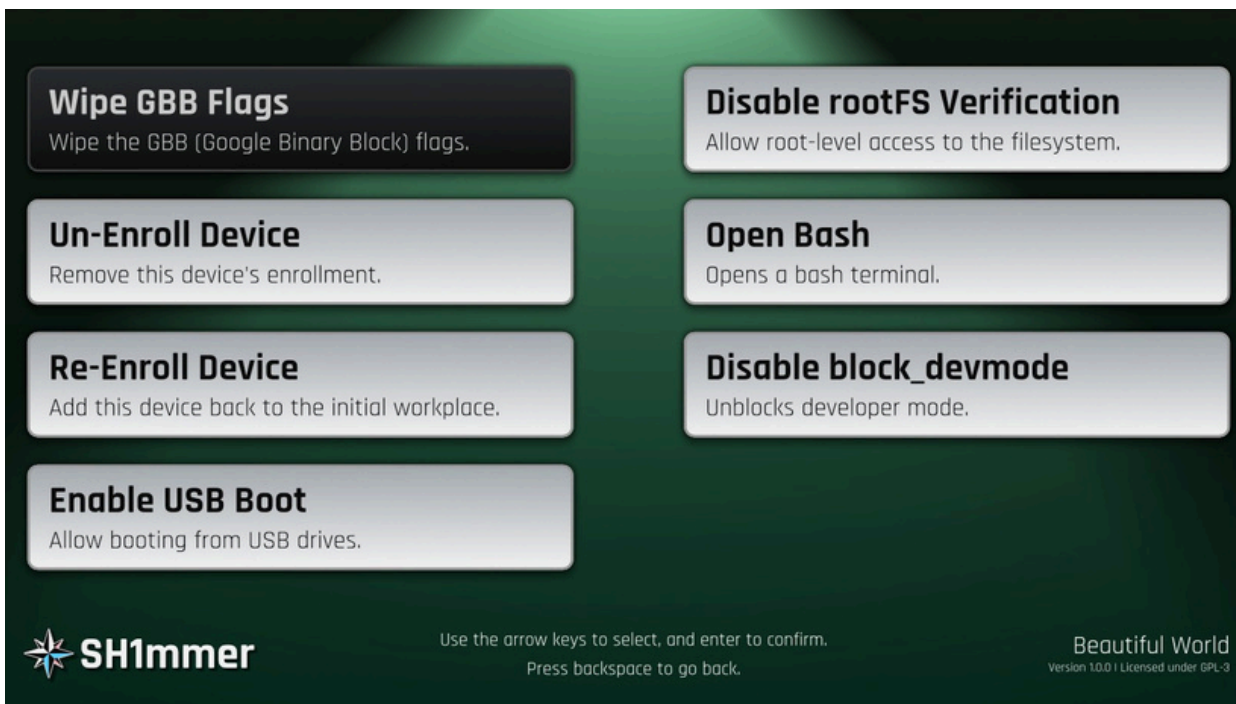 Wipe GBB Flags
Wipe the GBB (Google Binary Block) flags.
Un-Enroll Device
Remove this device's enrollment.
Re-Enroll Device
Add this device back to the initial workplace.
Enable USB Boot
Allow booting from USB drives.
Disable rootFS Verification
Allow root-level access to the filesystem.
Open Bash
Opens a bash terminal.
Disable block_devmode
Unblocks developer mode.
SH1mmer
Use the arrow keys to select, and enter to confirm.
Press backspace to go back.
Beautiful World
Version 1.0.0 | Licensed under GPL-3